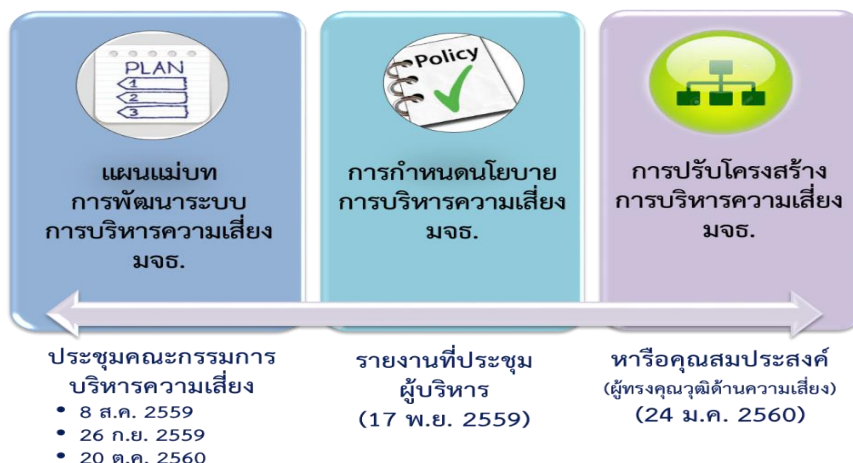 PLAN
1
2
3
แผนแม่บท
การพัฒนาระบบ
การบริหารความเสี่ยง
มจธ.
ประชุมคณะกรรมการ
บริหารความเสี่ยง
• 8 ส.ค. 2559
• 26 ก.ย. 2559
• 20 ต.ค. 2560
Policy
การกำหนดนโยบาย
การบริหารความเสี่ยง
มจธ.
รายงานที่ประชุม
ผู้บริหาร
(17 พ.ย. 2559)
การปรับโครงสร้าง
การบริหารความเสี่ยง
มจธ.
หารือคุณสมประสงค์
(ผู้ทรงคุณวุฒิด้านความเสี่ยง)
(24 ม.ค. 2560)